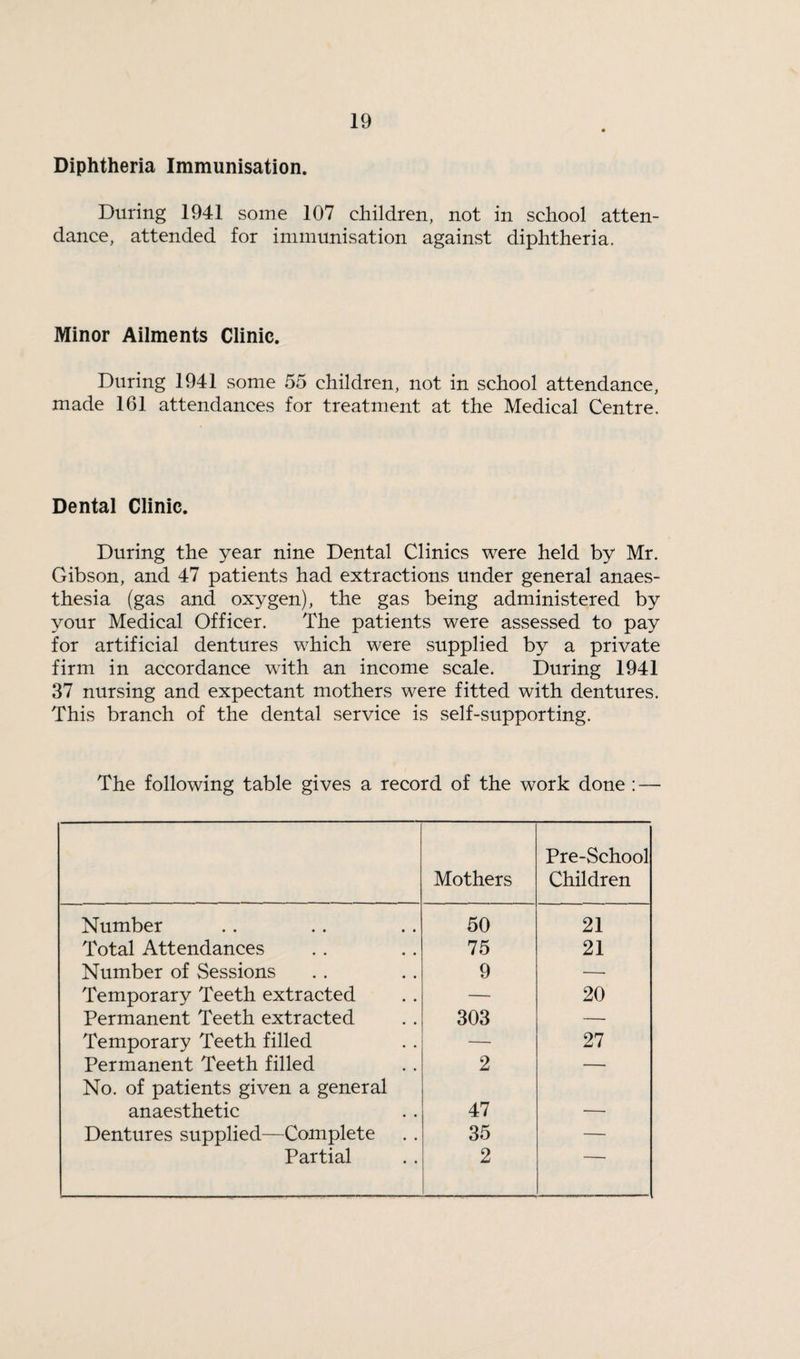 19
Diphtheria Immunisation.
During 1941 some 107 children, not in school atten-
dance, attended for immunisation against diphtheria.
Minor Ailments Clinic.
During 1941 some 55 children, not in school attendance,
made 161 attendances for treatment at the Medical Centre.
Dental Clinic.
During the year nine Dental Clinics were held by Mr.
Gibson, and 47 patients had extractions under general anaes-
thesia (gas and oxygen), the gas being administered by
your Medical Officer. The patients were assessed to pay
for artificial dentures which were supplied by a private
firm in accordance with an income scale. During 1941
37 nursing and expectant mothers were fitted with dentures.
This branch of the dental service is self-supporting.
The following table gives a record of the work done :—
Mothers Pre-School Children
Number .. .. .. 50 21
Total Attendances .. .. 75 21
Number of Sessions .. .. 9 —
Temporary Teeth extracted .. — 20
Permanent Teeth extracted .. 303 —
Temporary Teeth filled .. — 27
Permanent Teeth filled .. 2 —
No. of patients given a general
anaesthetic .. 47 —
Dentures supplied—Complete .. 35 —
Partial .. 2 —